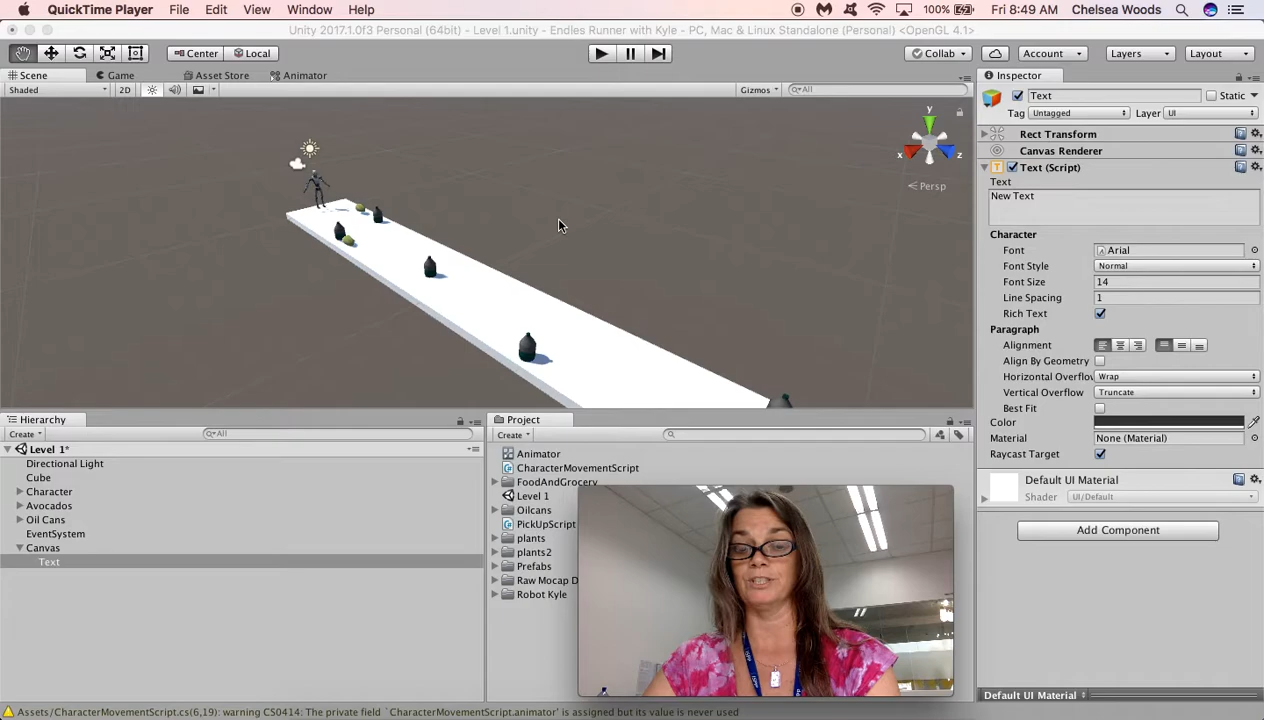 QuickTime Player File Edit View Window Help 100% Fri 8:49 AM Chelsea Woods
Unity 2017.1.0f3 Personal (64bit) - Level 1.unity - Endles Runner with Kyle - PC, Mac & Linux Standalone (Personal) <OpenGL 4.1>
Center Local Collab Account Layers Layout
Scene Game Asset Store Animator Inspector
Shaded 2D Gizmos All
Text Static
Tag Untagged Layer UI
Rect Transform
Canvas Renderer
Text (Script)
Text
New Text
Character
Font Arial
Font Style Normal
Font Size 14
Line Spacing 1
Rich Text
Paragraph
Alignment
Align By Geometry
Horizontal Overflov Wrap
Vertical Overflow Truncate
Best Fit
Color
Material None (Material)
Raycast Target
Default UI Material
Shader UI/Default
Add Component
Default UI Material
y
x z
Persp
Hierarchy
Create All
Level 1*
Directional Light
Cube
Character
Avocados
Oil Cans
EventSystem
Canvas
Text
Project
Create
Animator
CharacterMovementScript
FoodAndGrocery
Level 1
Oilcans
PickUpScript
plants
plants2
Prefabs
Raw Mocap D
Robot Kyle
Assets/CharacterMovementScript.cs(6,19): warning CS0414: The private field `CharacterMovementScript.animator' is assigned but its value is never used